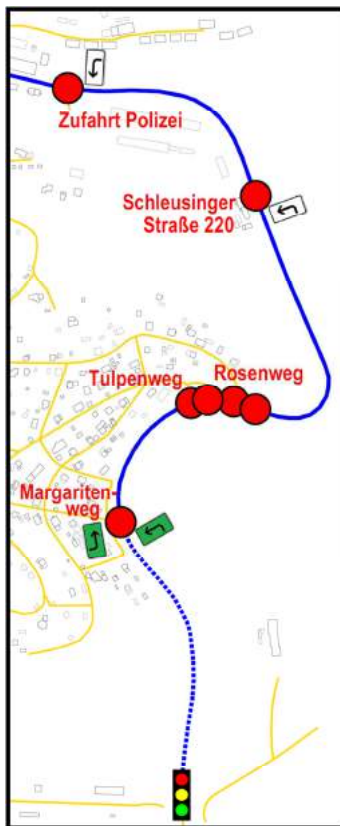 Zufahrt Polizei
Schleusinger
Straße 220
Tulpenweg
Rosenweg
Margariten-
weg